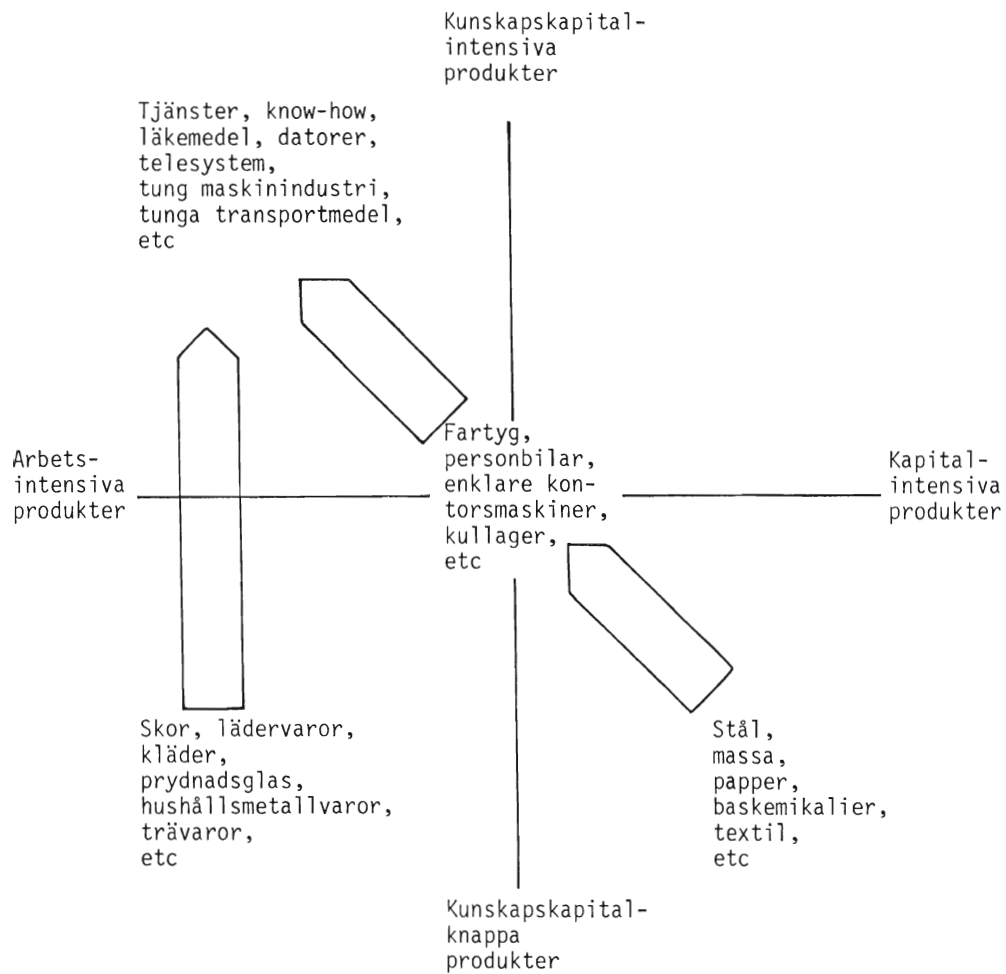 Kunskapskapital-
intensiva
produkter
Tjänster, know-how,
läkemedel, datorer,
telesystem,
tung maskinindustri,
tunga transportmedel,
etc
Arbets-
intensiva
produkter
Fartyg,
personbilar,
enklare kon-
torsmaskiner,
kullager,
etc
Kapital-
intensiva
produkter
Skor, lädervaror,
kläder,
prydnadsglas,
hushållsmetallvaror,
trävaror,
etc
Stål,
massa,
papper,
baskemikalier,
textil,
etc
Kunskapskapital-
knappa
produkter